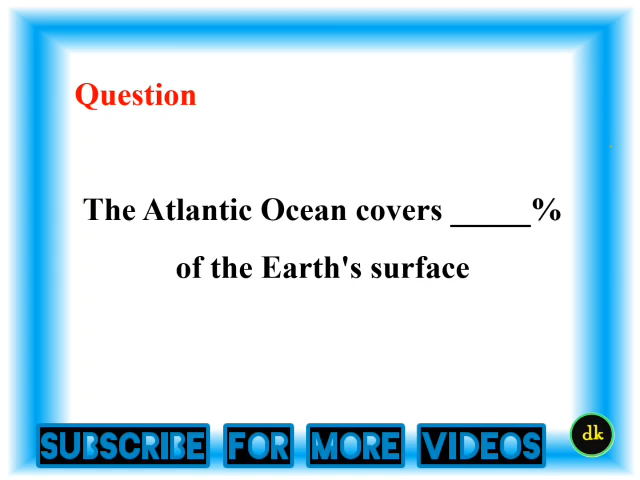 Question
The Atlantic Ocean covers _____%
of the Earth's surface
SUBSCRIBE FOR MORE VIDEOS
dk